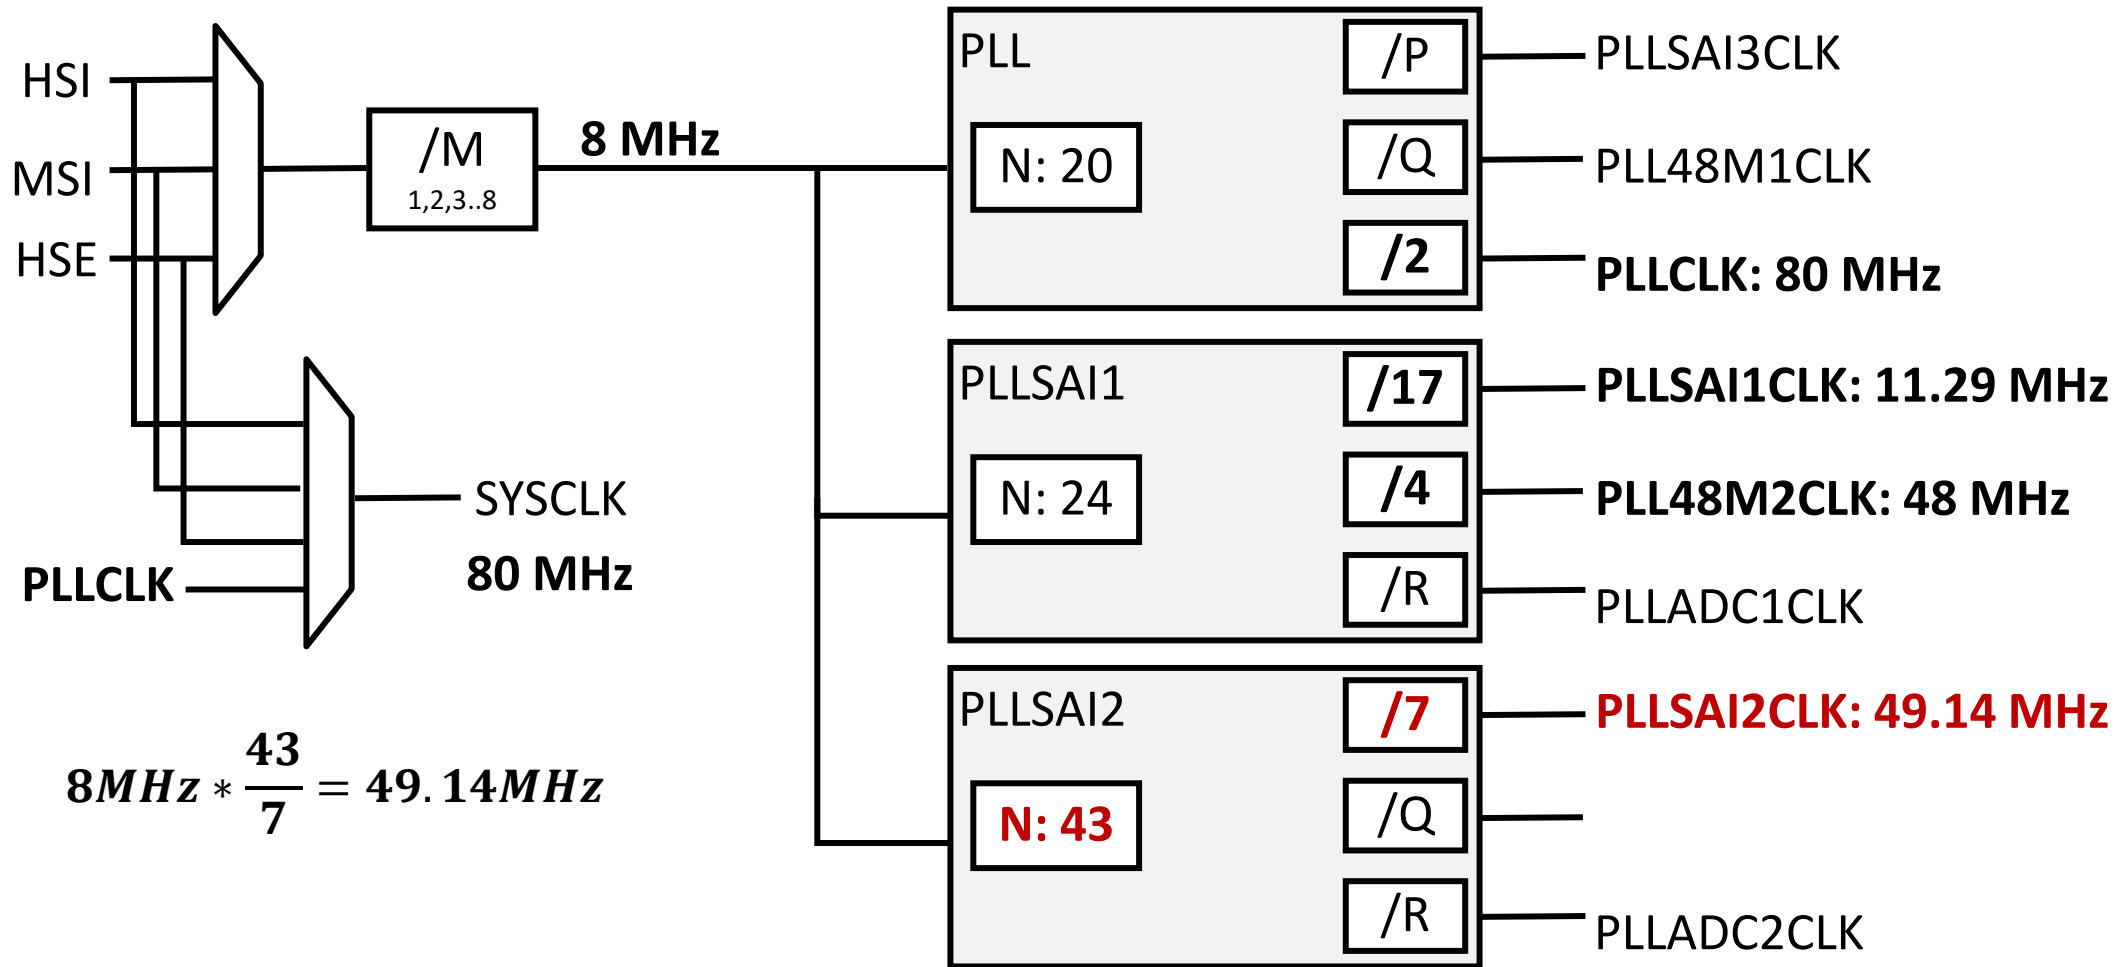 HSI
MSI
HSE
/M
1,2,3..8
8 MHz
PLLCLK
SYSCLK
80 MHz
8MHz * 43/7 = 49.14MHz
PLL
N: 20
/P
PLLSAI3CLK
/Q
PLL48M1CLK
/2
PLLCLK: 80 MHz
PLLSAI1
N: 24
/17
PLLSAI1CLK: 11.29 MHz
/4
PLL48M2CLK: 48 MHz
/R
PLLADC1CLK
PLLSAI2
N: 43
/7
PLLSAI2CLK: 49.14 MHz
/Q
/R
PLLADC2CLK